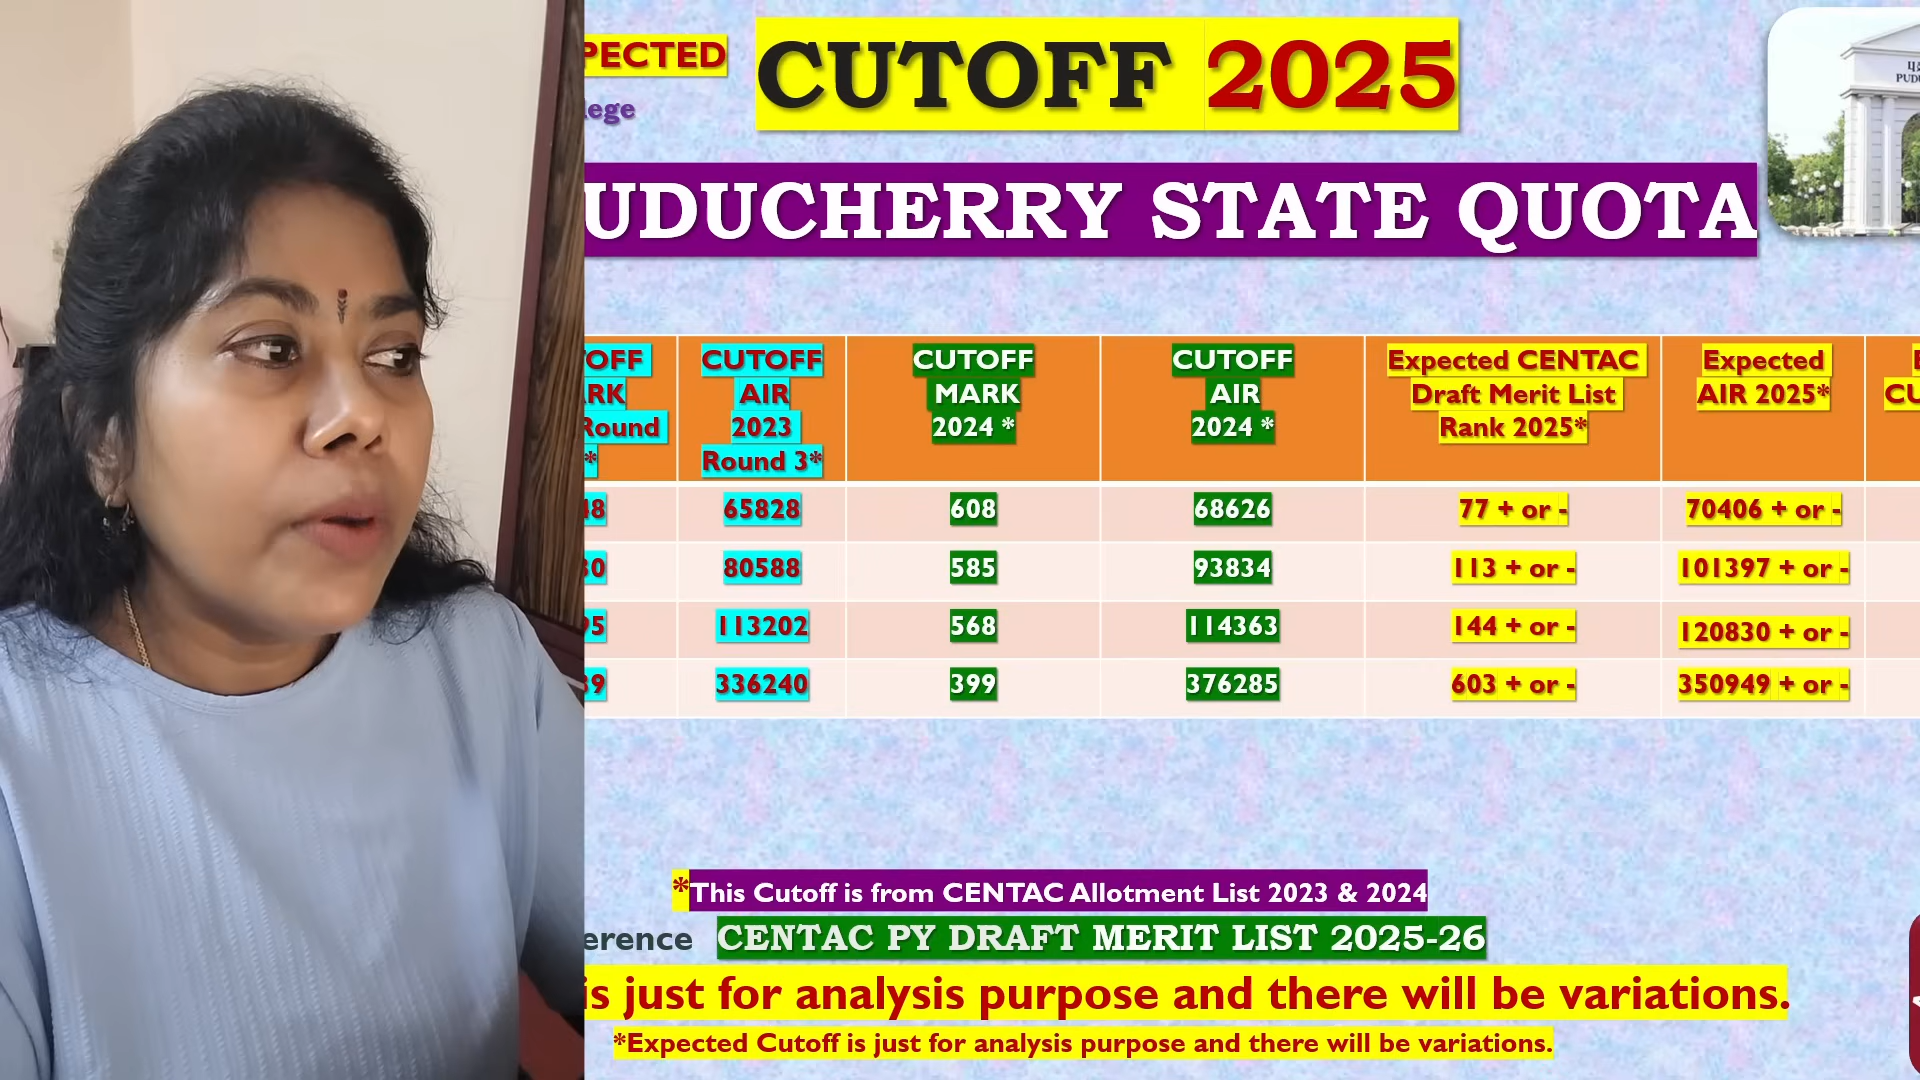 PECTED
CUTOFF 2025
lege
UDUCHERRY STATE QUOTA
OFF CUTOFF CUTOFF CUTOFF Expected CENTAC Expected
RK AIR MARK AIR Draft Merit List AIR 2025*
Round 2023 2024 * 2024 * Rank 2025*
* Round 3*
65828 608 68626 77 + or - 70406 + or -
80588 585 93834 113 + or - 101397 + or -
113202 568 114363 144 + or - 120830 + or -
336240 399 376285 603 + or - 350949 + or -
*This Cutoff is from CENTAC Allotment List 2023 & 2024
erence CENTAC PY DRAFT MERIT LIST 2025-26
is just for analysis purpose and there will be variations.
*Expected Cutoff is just for analysis purpose and there will be variations.